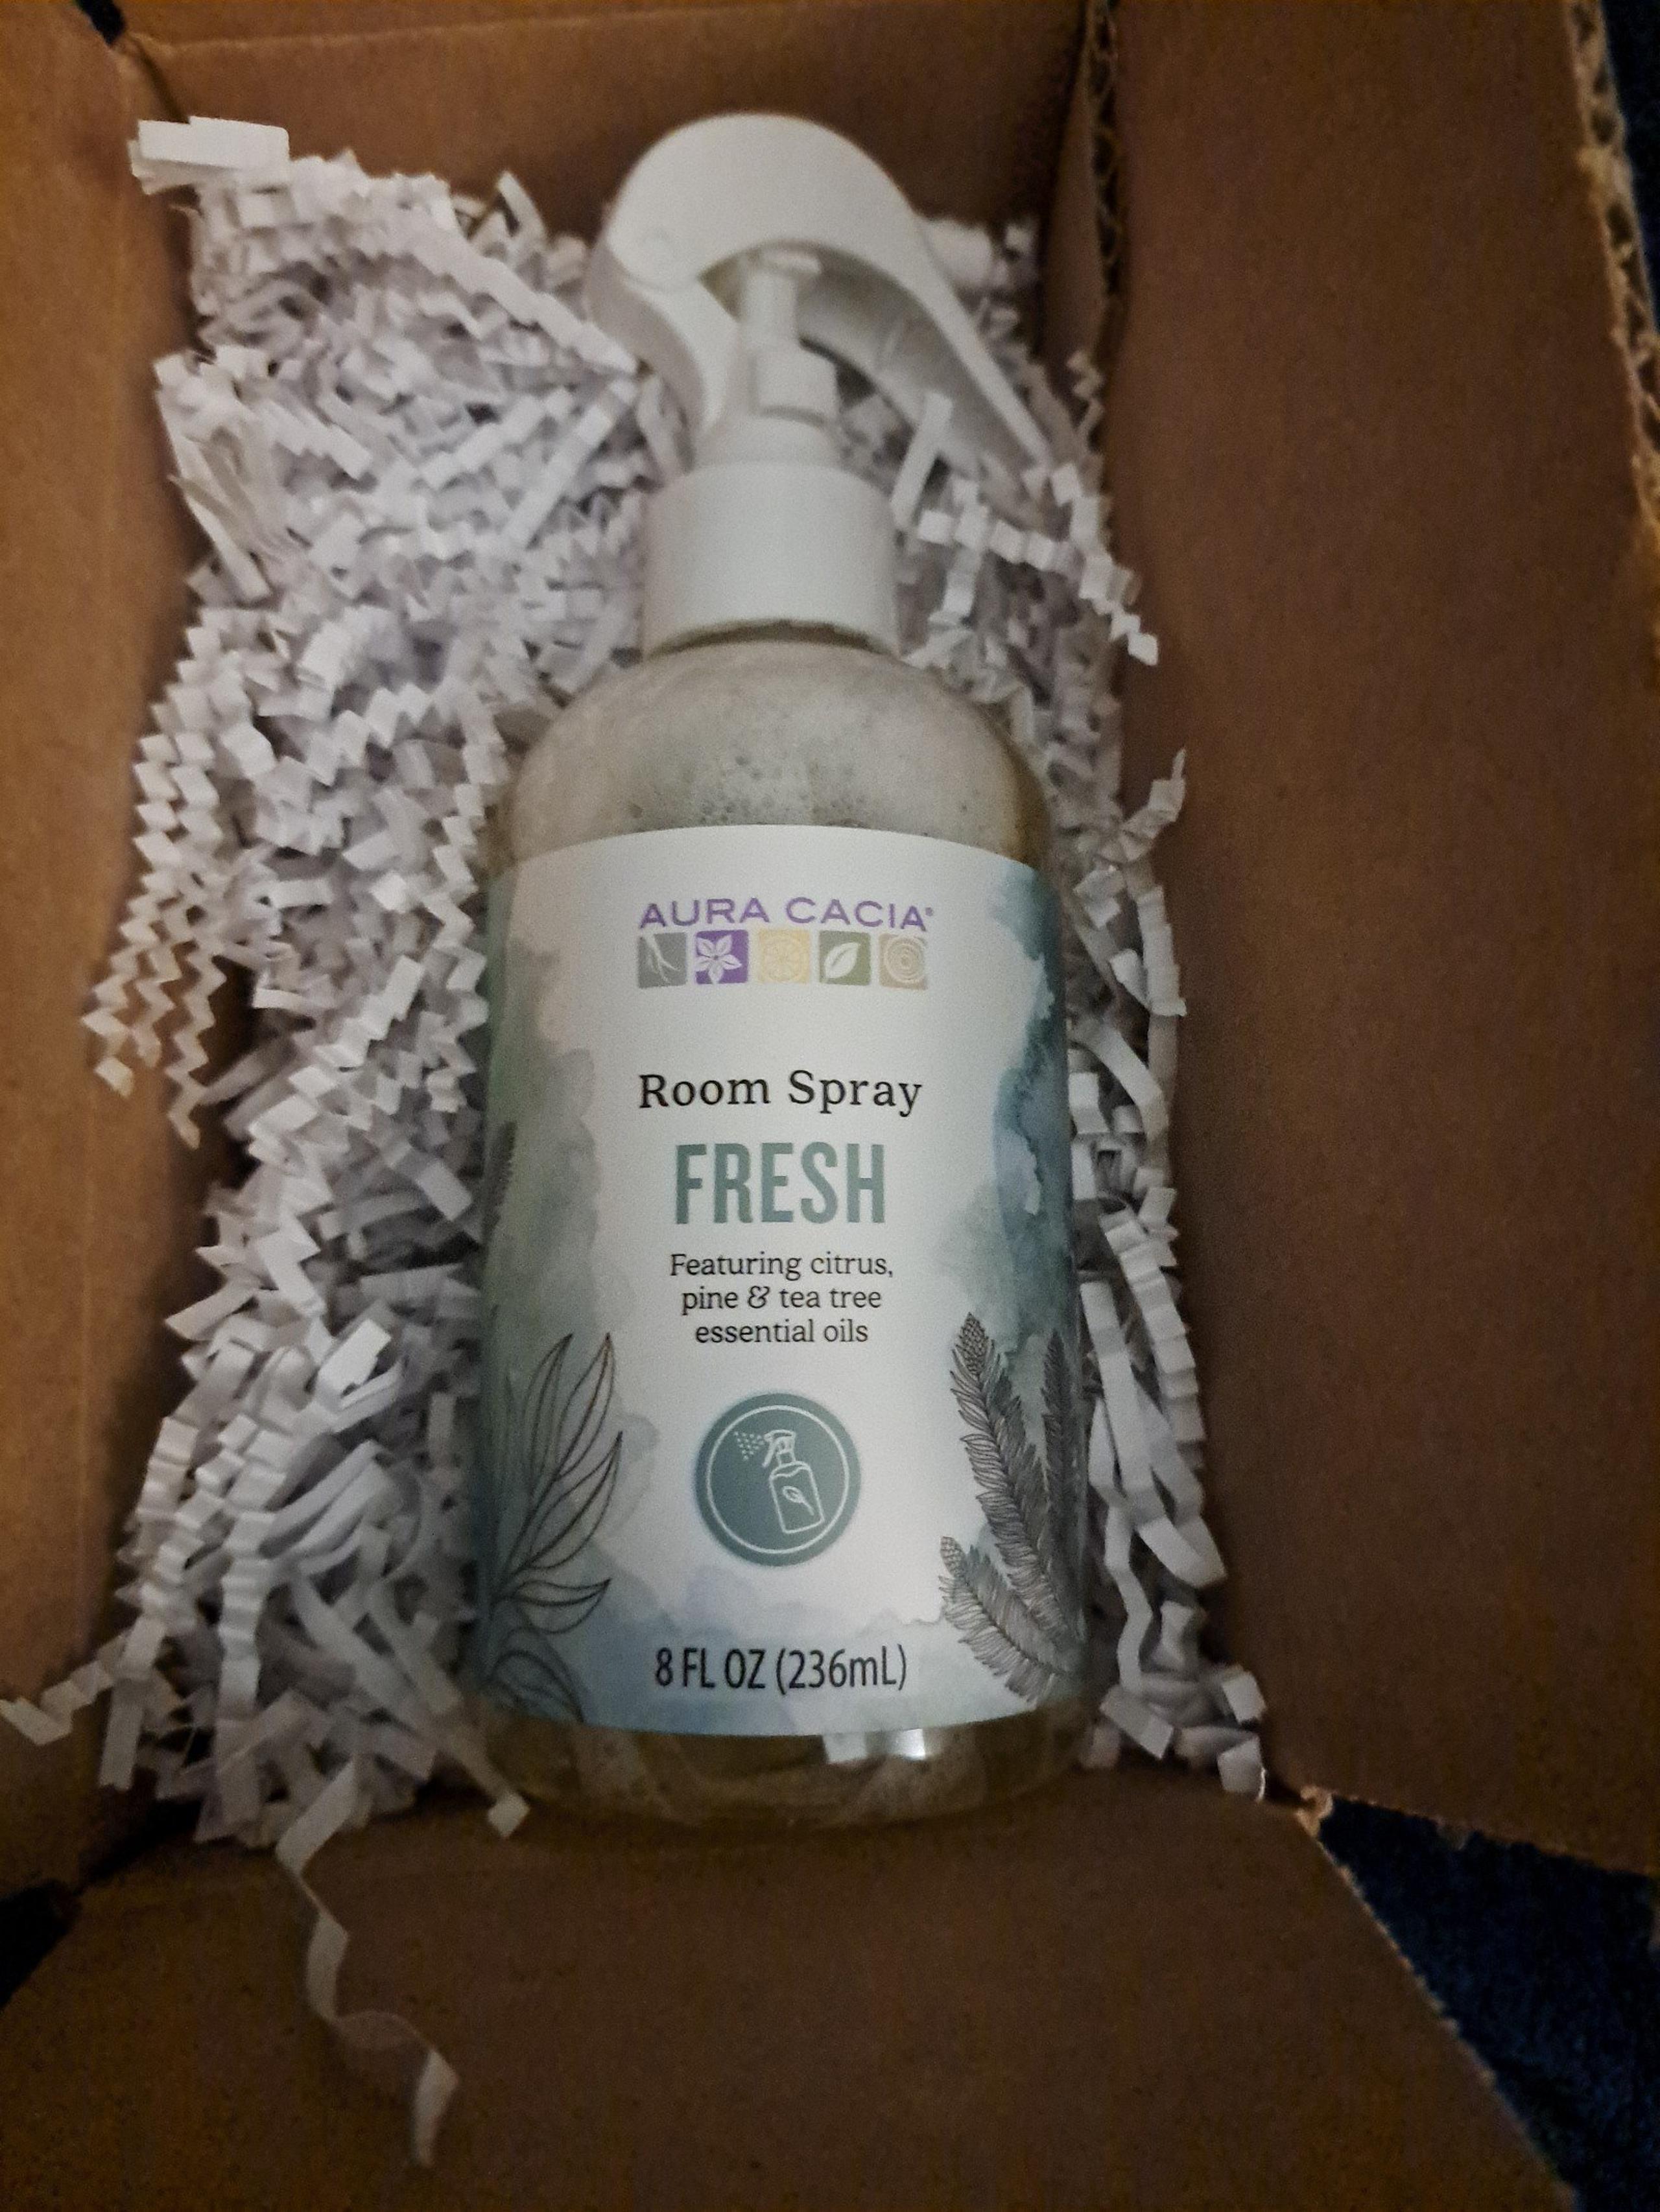 AURA CACIA®
Room Spray
FRESH
Featuring citrus,
pine & tea tree
essential oils
8 FL OZ (236mL)